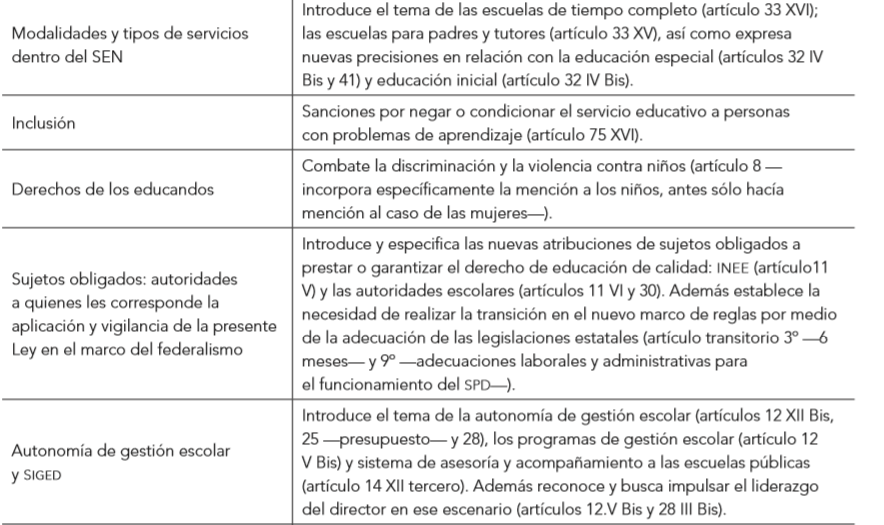 Modalidades y tipos de servicios
dentro del SEN
Introduce el tema de las escuelas de tiempo completo (artículo 33 XVI);
las escuelas para padres y tutores (artículo 33 XV), así como expresa
nuevas precisiones en relación con la educación especial (artículos 32 IV
Bis y 41) y educación inicial (artículo 32 IV Bis).
Inclusión
Sanciones por negar o condicionar el servicio educativo a personas
con problemas de aprendizaje (artículo 75 XVI).
Derechos de los educandos
Combate la discriminación y la violencia contra niños (artículo 8 —
incorpora específicamente la mención a los niños, antes sólo hacía
mención al caso de las mujeres—).
Sujetos obligados: autoridades
a quienes les corresponde la
aplicación y vigilancia de la presente
Ley en el marco del federalismo
Introduce y especifica las nuevas atribuciones de sujetos obligados a
prestar o garantizar el derecho de educación de calidad: INEE (artículo11
V) y las autoridades escolares (artículos 11 VI y 30). Además establece la
necesidad de realizar la transición en el nuevo marco de reglas por medio
de la adecuación de las legislaciones estatales (artículo transitorio 3º —6
meses— y 9º —adecuaciones laborales y administrativas para
el funcionamiento del SPD—).
Autonomía de gestión escolar
y SIGED
Introduce el tema de la autonomía de gestión escolar (artículos 12 XII Bis,
25 —presupuesto— y 28), los programas de gestión escolar (artículo 12
V Bis) y sistema de asesoría y acompañamiento a las escuelas públicas
(artículo 14 XII tercero). Además reconoce y busca impulsar el liderazgo
del director en ese escenario (artículos 12.V Bis y 28 III Bis).